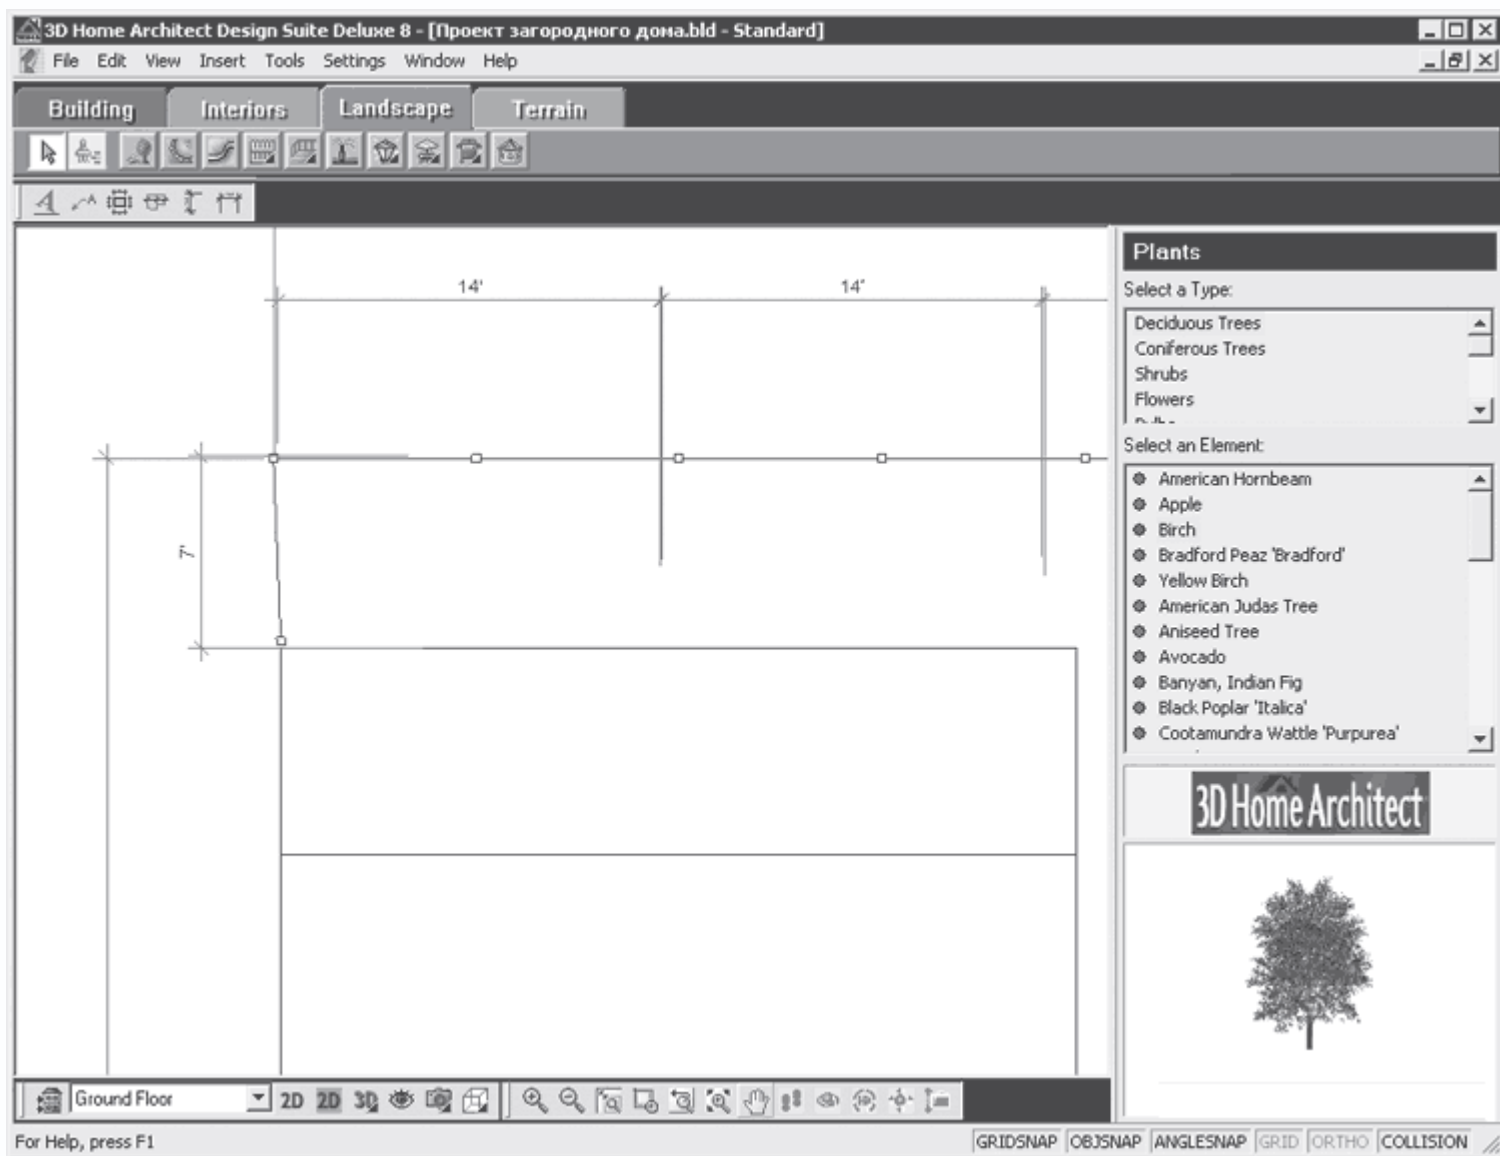 3D Home Architect Design Suite Deluxe 8 - [Проект загородного дома.bld - Standard]
File Edit View Insert Tools Settings Window Help
Building Interiors Landscape Terrain
14' 14'
7'
Plants
Select a Type:
Deciduous Trees
Coniferous Trees
Shrubs
Flowers
Select an Element:
American Hornbeam
Apple
Birch
Bradford Peaz 'Bradford'
Yellow Birch
American Judas Tree
Aniseed Tree
Avocado
Banyan, Indian Fig
Black Poplar 'Italica'
Cootamundra Wattle 'Purpurea'
3D Home Architect
Ground Floor 2D 2D 3D
For Help, press F1
GRIDSNAP OBJSNAP ANGLESNAP GRID ORTHO COLLISION